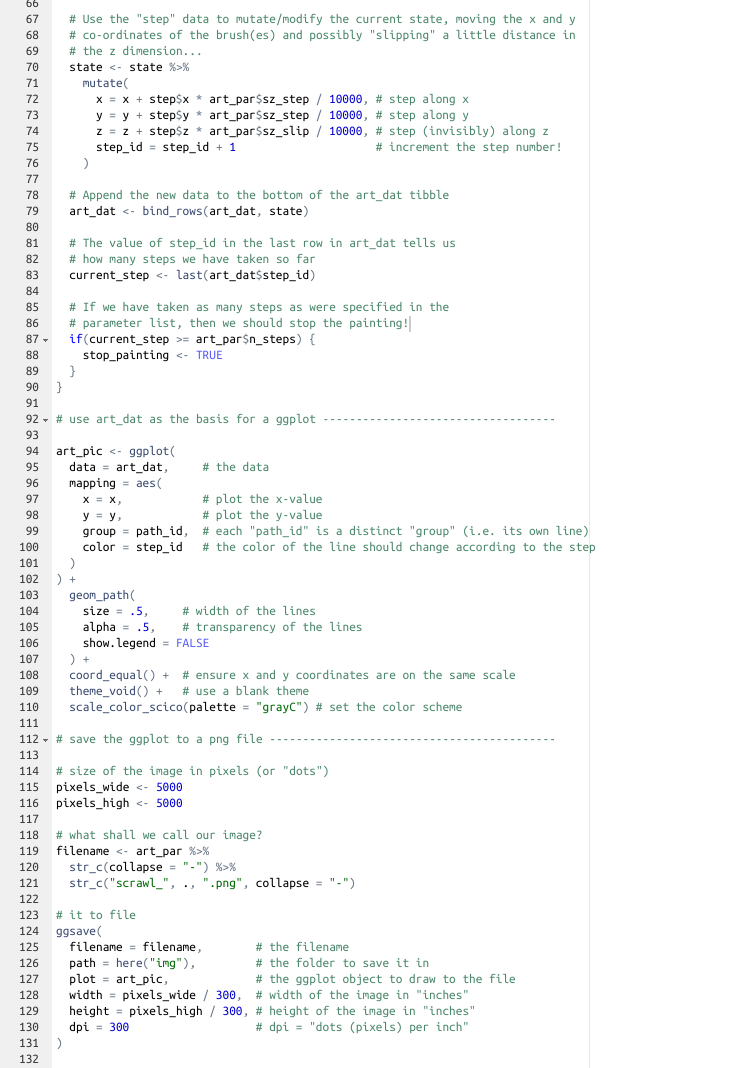 66
67 # Use the "step" data to mutate/modify the current state, moving the x and y
68 # co-ordinates of the brush(es) and possibly "slipping" a little distance in
69 # the z dimension...
70 state <- state %>%
71 mutate(
72 x = x + step$x * art_par$sz_step / 10000, # step along x
73 y = y + step$y * art_par$sz_step / 10000, # step along y
74 z = z + step$z * art_par$sz_slip / 10000, # step (invisibly) along z
75 step_id = step_id + 1 # increment the step number!
76 )
77
78 # Append the new data to the bottom of the art_dat tibble
79 art_dat <- bind_rows(art_dat, state)
80
81 # The value of step_id in the last row in art_dat tells us
82 # how many steps we have taken so far
83 current_step <- last(art_dat$step_id)
84
85 # If we have taken as many steps as were specified in the
86 # parameter list, then we should stop the painting!
87 if(current_step >= art_par$n_steps) {
88 stop_painting <- TRUE
89 }
90 }
91
92 # use art_dat as the basis for a ggplot -----------------------------------
93
94 art_pic <- ggplot(
95 data = art_dat, # the data
96 mapping = aes(
97 x = x, # plot the x-value
98 y = y, # plot the y-value
99 group = path_id, # each "path_id" is a distinct "group" (i.e. its own line)
100 color = step_id # the color of the line should change according to the step
101 )
102 ) +
103 geom_path(
104 size = .5, # width of the lines
105 alpha = .5, # transparency of the lines
106 show.legend = FALSE
107 ) +
108 coord_equal() + # ensure x and y coordinates are on the same scale
109 theme_void() + # use a blank theme
110 scale_color_scico(palette = "grayC") # set the color scheme
111
112 # save the ggplot to a png file -------------------------------------------
113
114 # size of the image in pixels (or "dots")
115 pixels_wide <- 5000
116 pixels_high <- 5000
117
118 # what shall we call our image?
119 filename <- art_par %>%
120 str_c(collapse = "-") %>%
121 str_c("scrawl_", ., ".png", collapse = "-")
122
123 # it to file
124 ggsave(
125 filename = filename, # the filename
126 path = here("img"), # the folder to save it in
127 plot = art_pic, # the ggplot object to draw to the file
128 width = pixels_wide / 300, # width of the image in "inches"
129 height = pixels_high / 300, # height of the image in "inches"
130 dpi = 300 # dpi = "dots (pixels) per inch"
131 )
132